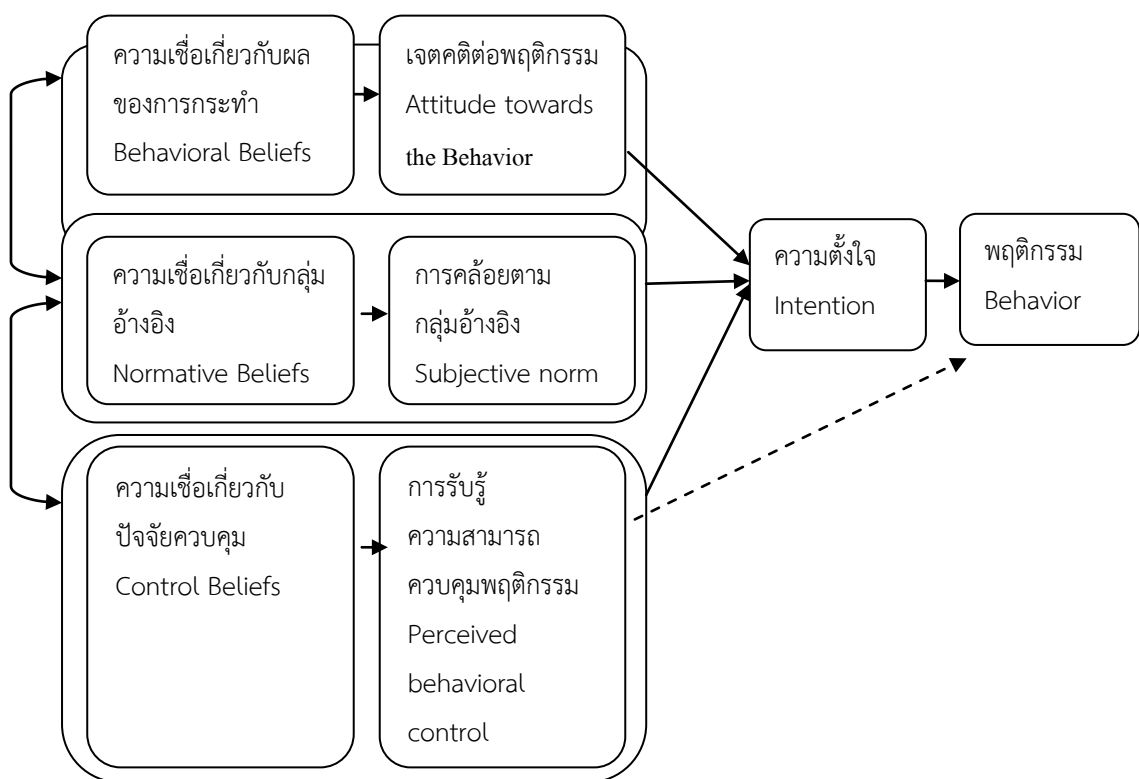 ความเชื่อเกี่ยวกับผล
ของการกระทำ
Behavioral Beliefs
เจตคติต่อพฤติกรรม
Attitude towards
the Behavior
ความเชื่อเกี่ยวกับกลุ่ม
อ้างอิง
Normative Beliefs
การคล้อยตาม
กลุ่มอ้างอิง
Subjective norm
ความเชื่อเกี่ยวกับ
ปัจจัยควบคุม
Control Beliefs
การรับรู้
ความสามารถ
ควบคุมพฤติกรรม
Perceived
behavioral
control
ความตั้งใจ
Intention
พฤติกรรม
Behavior